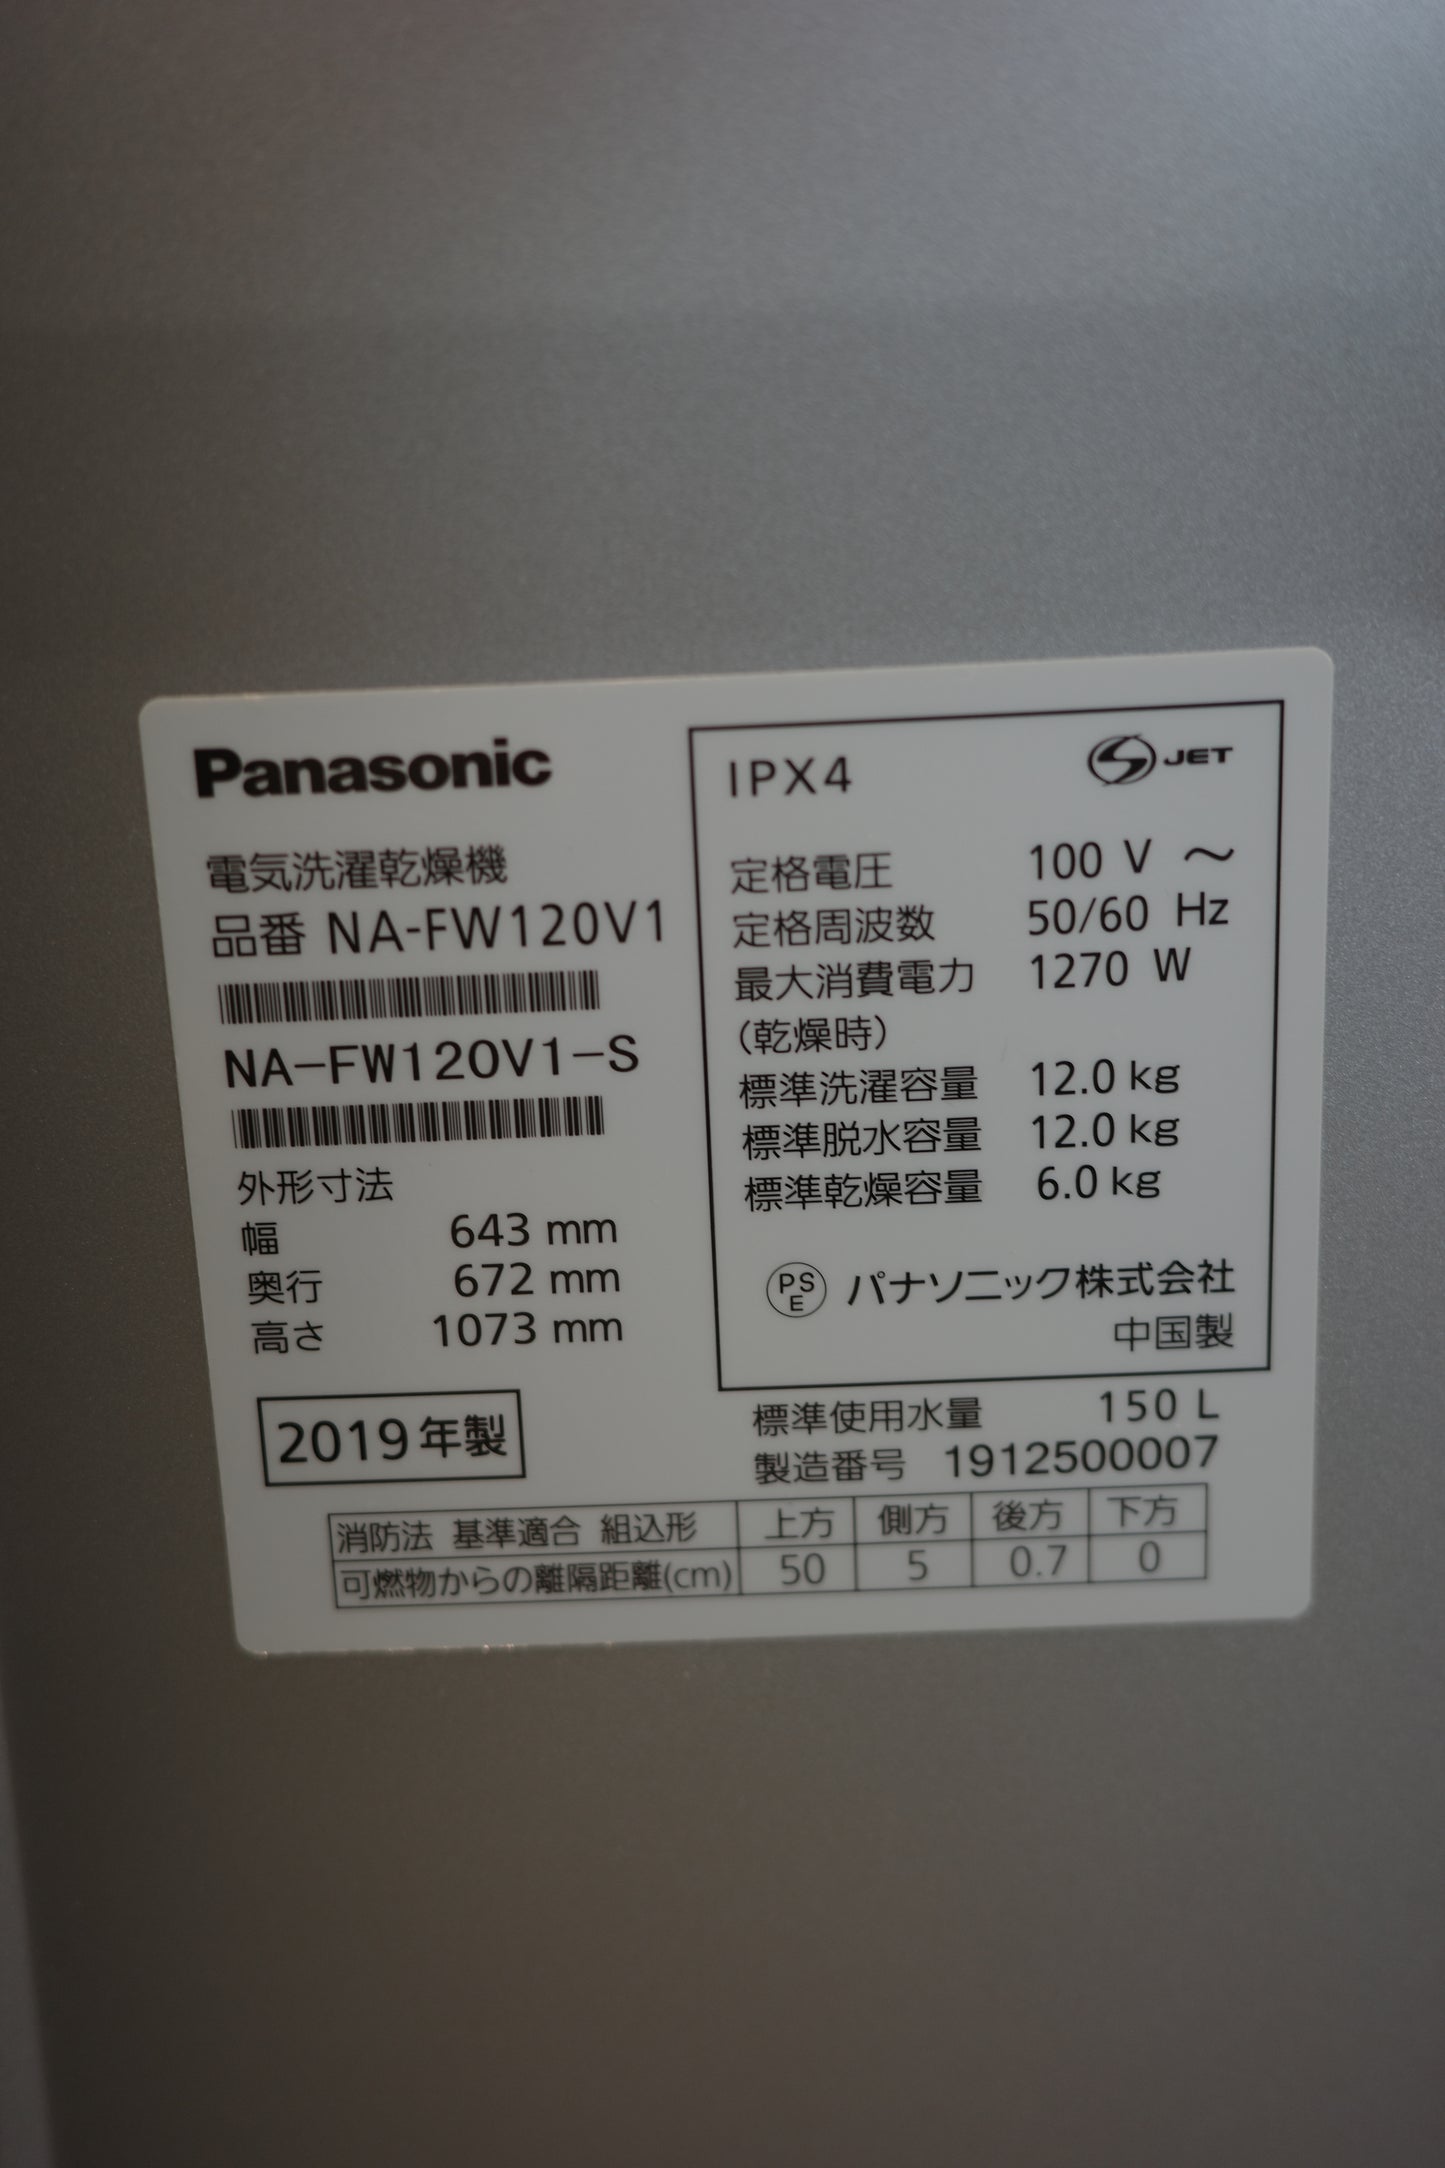 Panasonic
電気洗濯乾燥機
品番 NA-FW120V1
NA-FW120V1-S
外形寸法
幅 643 mm
奥行 672 mm
高さ 1073 mm
2019年製
IPX4 JET
定格電圧 100 V ～
定格周波数 50/60 Hz
最大消費電力 1270 W
(乾燥時)
標準洗濯容量 12.0 kg
標準脱水容量 12.0 kg
標準乾燥容量 6.0 kg
PSE パナソニック株式会社
中国製
標準使用水量 150 L
製造番号 1912500007
消防法 基準適合 組込形 上方 側方 後方 下方
可燃物からの離隔距離(cm) 50 5 0.7 0